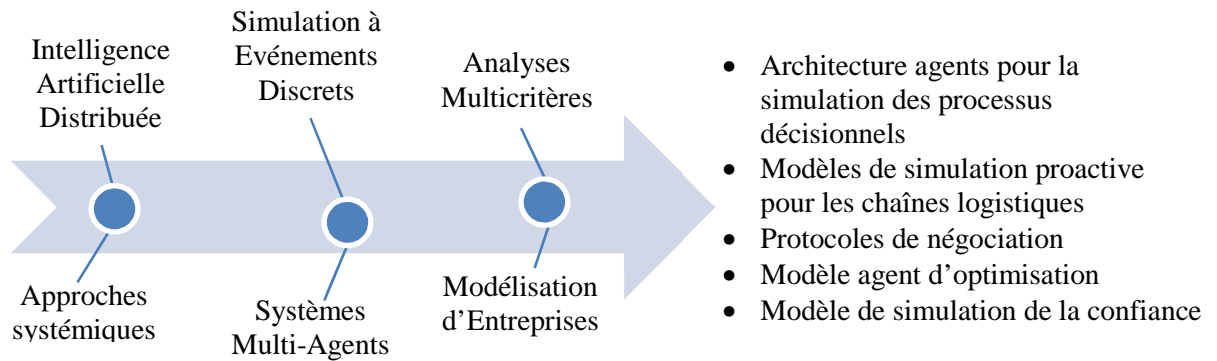 Intelligence
Artificielle
Distribuée
Simulation à
Evénements
Discrets
Analyses
Multicritères
Approches
systémiques
Systèmes
Multi-Agents
Modélisation
d’Entreprises
• Architecture agents pour la
simulation des processus
décisionnels
• Modèles de simulation proactive
pour les chaînes logistiques
• Protocoles de négociation
• Modèle agent d’optimisation
• Modèle de simulation de la confiance